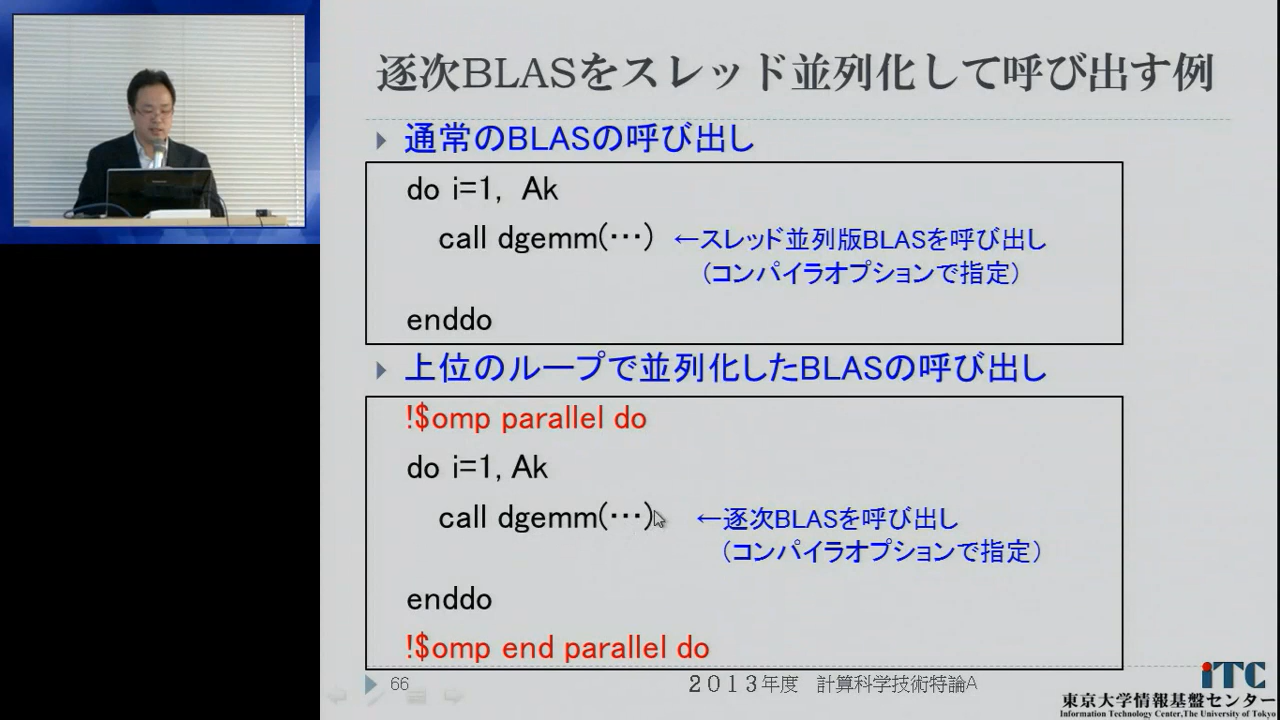 逐次BLASをスレッド並列化して呼び出す例
通常のBLASの呼び出し
do i=1, Ak
call dgemm(…) ←スレッド並列版BLASを呼び出し
(コンパイラオプションで指定)
enddo
上位のループで並列化したBLASの呼び出し
!$omp parallel do
do i=1, Ak
call dgemm(…) ←逐次BLASを呼び出し
(コンパイラオプションで指定)
enddo
!$omp end parallel do
66 2013年度 計算科学技術特論A
iTC
東京大学情報基盤センター
Information Technology Center,The University of Tokyo